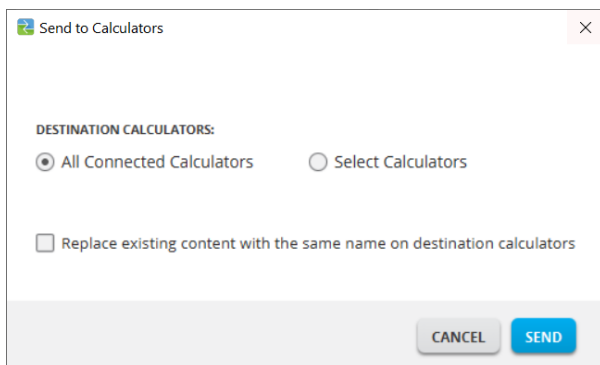 Send to Calculators
DESTINATION CALCULATORS:
All Connected Calculators
Select Calculators
Replace existing content with the same name on destination calculators
CANCEL
SEND